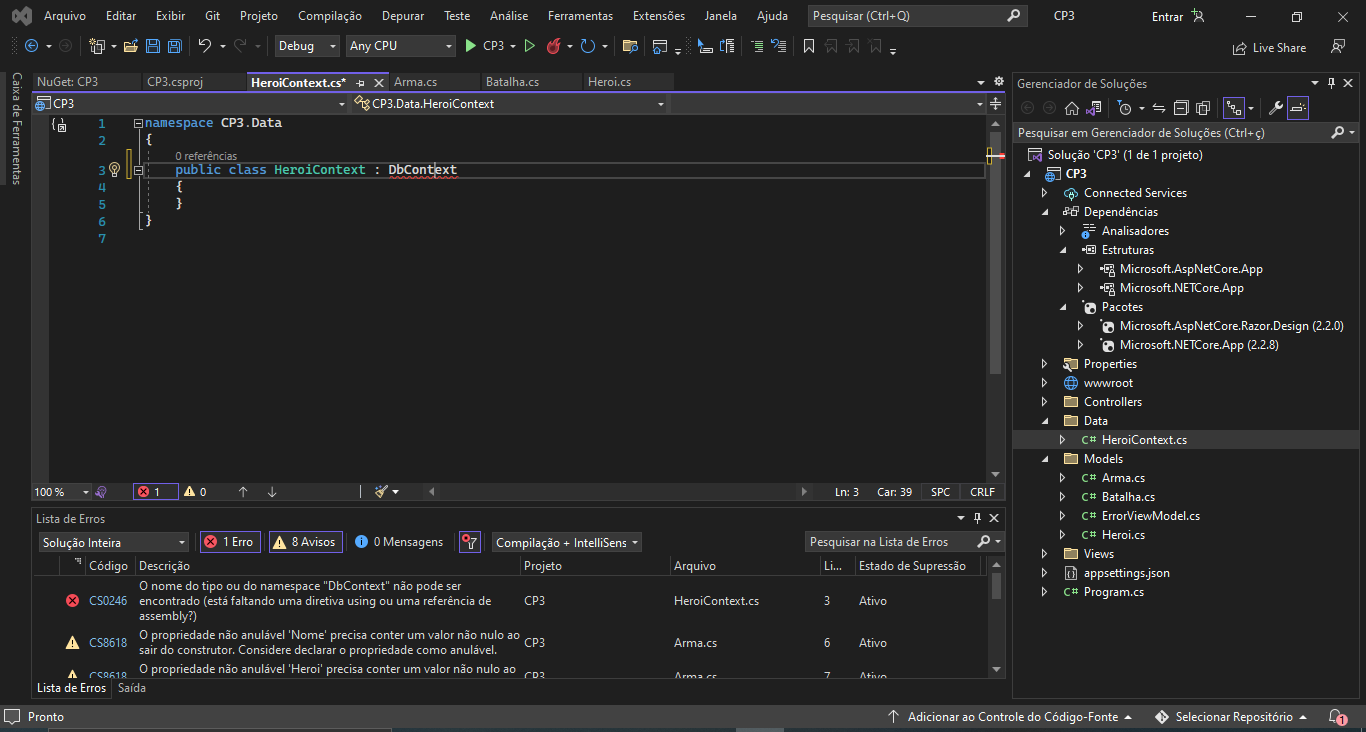 Arquivo Editar Exibir Git Projeto Compilação Depurar Teste Análise Ferramentas Extensões Janela Ajuda Pesquisar (Ctrl+Q) CP3 Entrar
Debug Any CPU CP3 Live Share
Caixa de Ferramentas
NuGet: CP3 CP3.csproj HeroiContext.cs* Arma.cs Batalha.cs Heroi.cs
CP3 CP3.Data.HeroiContext
1 namespace CP3.Data
2 {
0 referências
3 public class HeroiContext : DbContext
4 {
5 }
6 }
7
100 % 1 0 Ln: 3 Car: 39 SPC CRLF
Lista de Erros
Solução Inteira 1 Erro 8 Avisos 0 Mensagens Compilação + IntelliSens Pesquisar na Lista de Erros
Código Descrição Projeto Arquivo Li... Estado de Supressão
CS0246 O nome do tipo ou do namespace "DbContext" não pode ser
encontrado (está faltando uma diretiva using ou uma referência de
assembly?)
CP3 HeroiContext.cs 3 Ativo
CS8618 O propriedade não anulável 'Nome' precisa conter um valor não nulo ao
sair do construtor. Considere declarar o propriedade como anulável.
CP3 Arma.cs 6 Ativo
CS8618 O propriedade não anulável 'Heroi' precisa conter um valor não nulo ao
CP3 Arma.cs 7 Ativo
Lista de Erros Saída
Gerenciador de Soluções
Pesquisar em Gerenciador de Soluções (Ctrl+ç)
Solução 'CP3' (1 de 1 projeto)
CP3
Connected Services
Dependências
Analisadores
Estruturas
Microsoft.AspNetCore.App
Microsoft.NETCore.App
Pacotes
Microsoft.AspNetCore.Razor.Design (2.2.0)
Microsoft.NETCore.App (2.2.8)
Properties
wwwroot
Controllers
Data
C# HeroiContext.cs
Models
C# Arma.cs
C# Batalha.cs
C# ErrorViewModel.cs
C# Heroi.cs
Views
appsettings.json
C# Program.cs
Pronto Adicionar ao Controle do Código-Fonte Selecionar Repositório 1